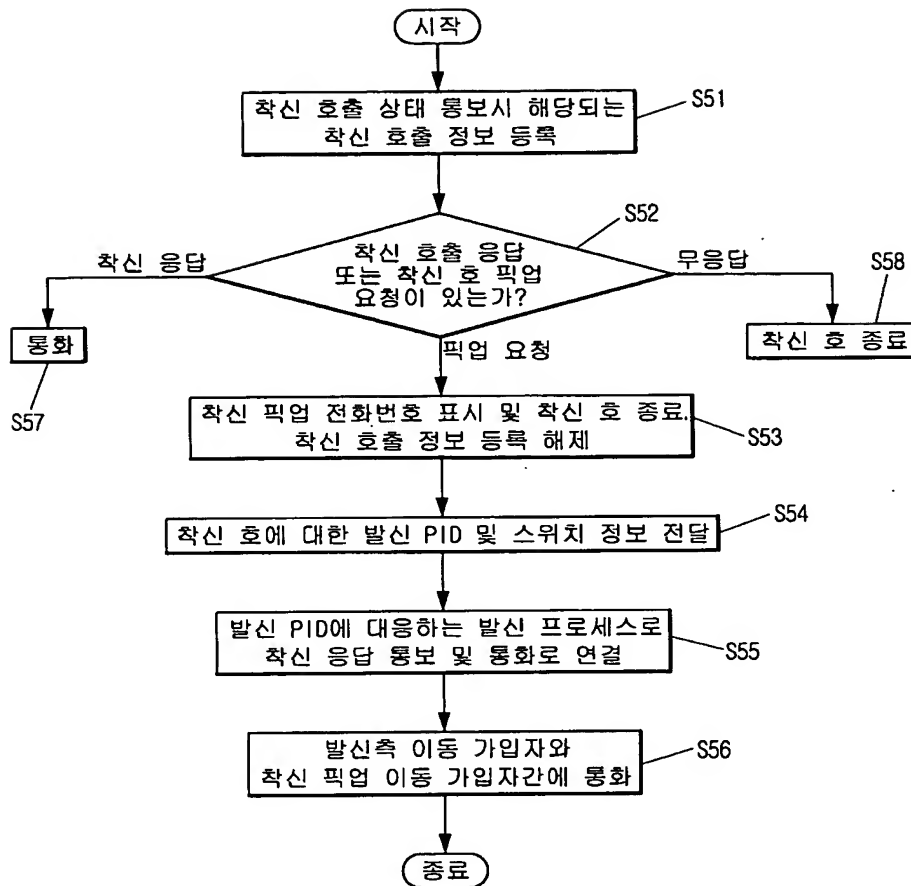 시작
착신 호출 상태 통보시 해당되는
착신 호출 정보 등록
S51
S52
착신 호출 응답
또는 착신 호 픽업
요청이 있는가?
착신 응답
무응답
S58
통화
착신 호 종료
S57
픽업 요청
착신 픽업 전화번호 표시 및 착신 호 종료.
착신 호출 정보 등록 해제
S53
착신 호에 대한 발신 PID 및 스위치 정보 전달
S54
발신 PID에 대응하는 발신 프로세스로
착신 응답 통보 및 통화로 연결
S55
발신측 이동 가입자와
착신 픽업 이동 가입자간에 통화
S56
종료